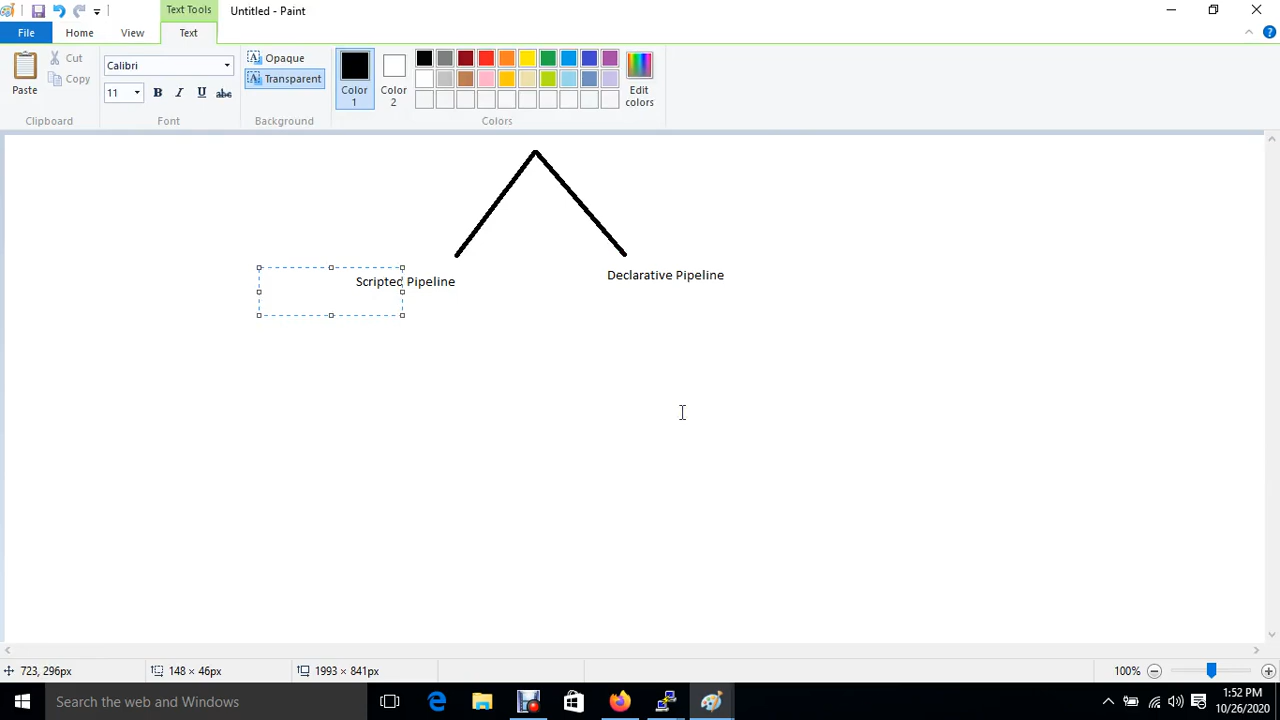 Text Tools
Untitled - Paint
File
Home
View
Text
Paste
Cut
Copy
Clipboard
Calibri
11
B I U abc
Font
Opaque
Transparent
Background
Color 1
Color 2
Edit colors
Colors
Scripted Pipeline
Declarative Pipeline
723, 296px
148 × 46px
1993 × 841px
100%
Search the web and Windows
1:52 PM
10/26/2020